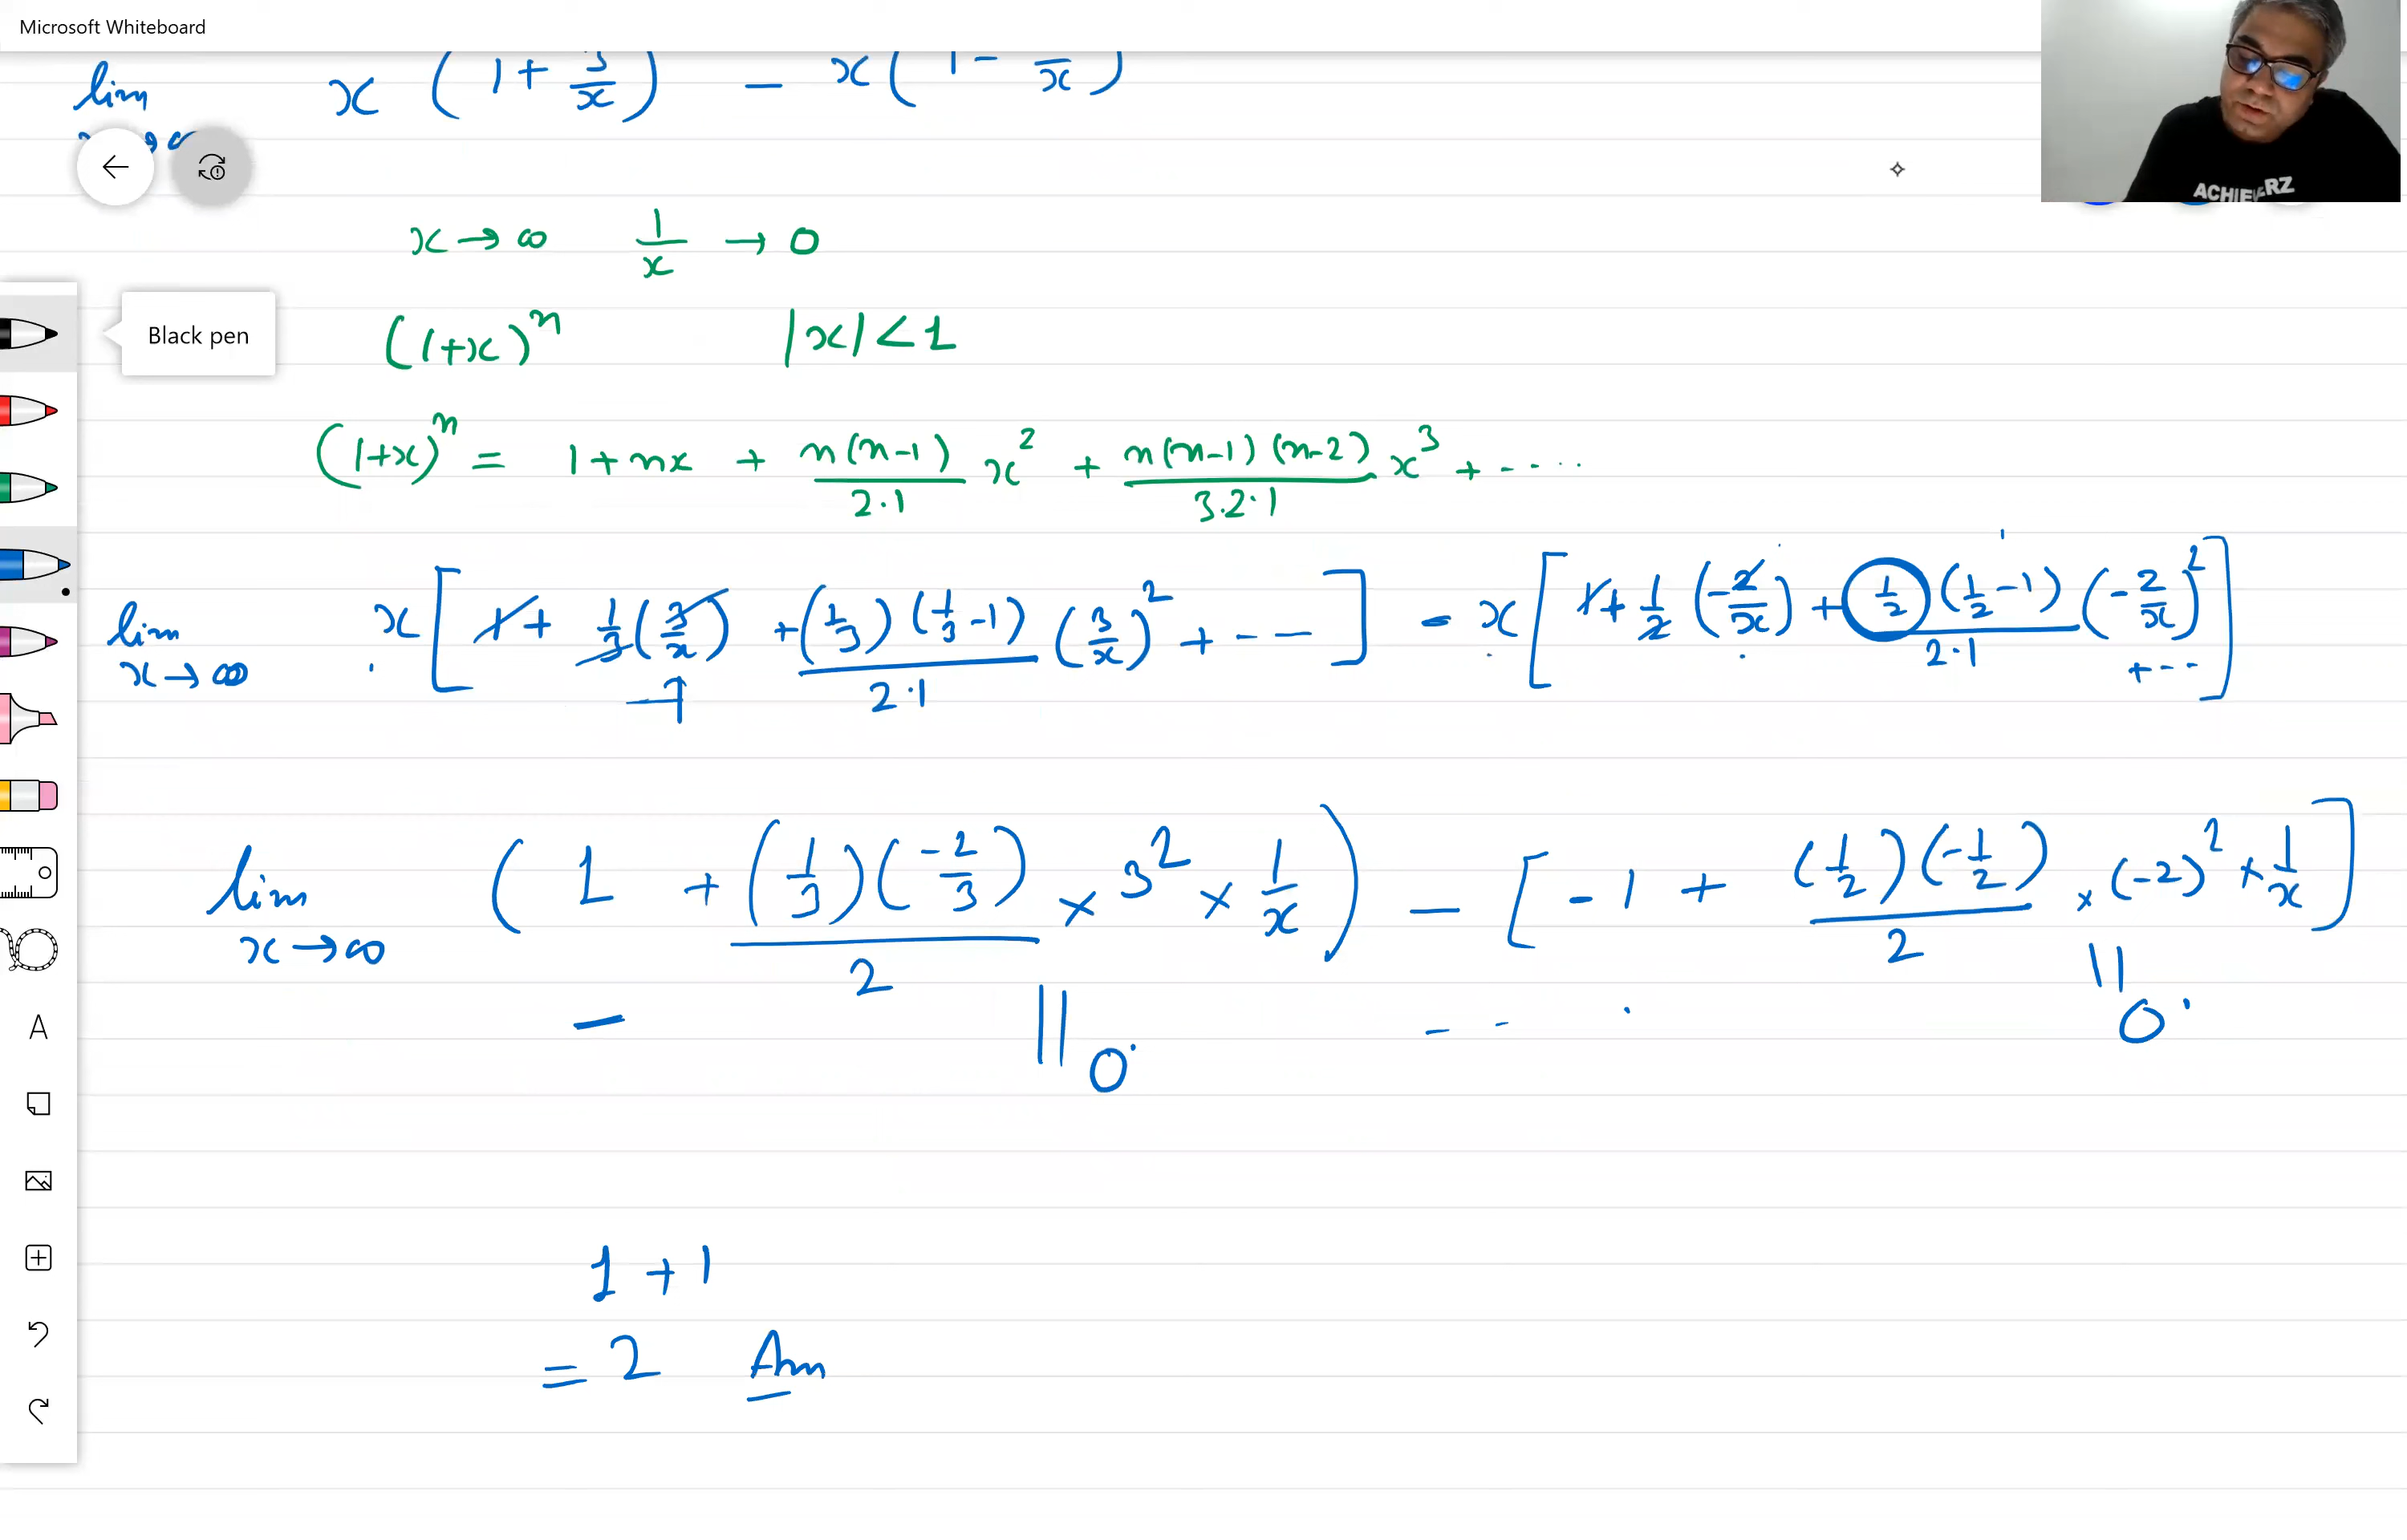 Microsoft Whiteboard
lim x→∞ x (1 + 3/x) − x (1 − /x)
ACHIEVERZ
x → ∞ 1/x → 0
Black pen
(1+x)^n |x| < 1
(1+x)^n = 1 + nx + n(n-1)/2·1 x^2 + n(n-1)(n-2)/3·2·1 x^3 + - - ...
lim x→∞ x [ 1 + 1/3 (3/x) + (1/3)(1/3 - 1)/2·1 (3/x)^2 + - - ] - x [ 1 + 1/2 (-2/x) + 1/2 (1/2 - 1)/2·1 (-2/x)^2 + - - ]
1
lim x→∞ ( 1 + (1/3)(-2/3)/2 × 3^2 × 1/x ) − [ -1 + (1/2)(-1/2)/2 × (-2)^2 × 1/x ]
|| 0 || 0
1 + 1
= 2 Ans
A